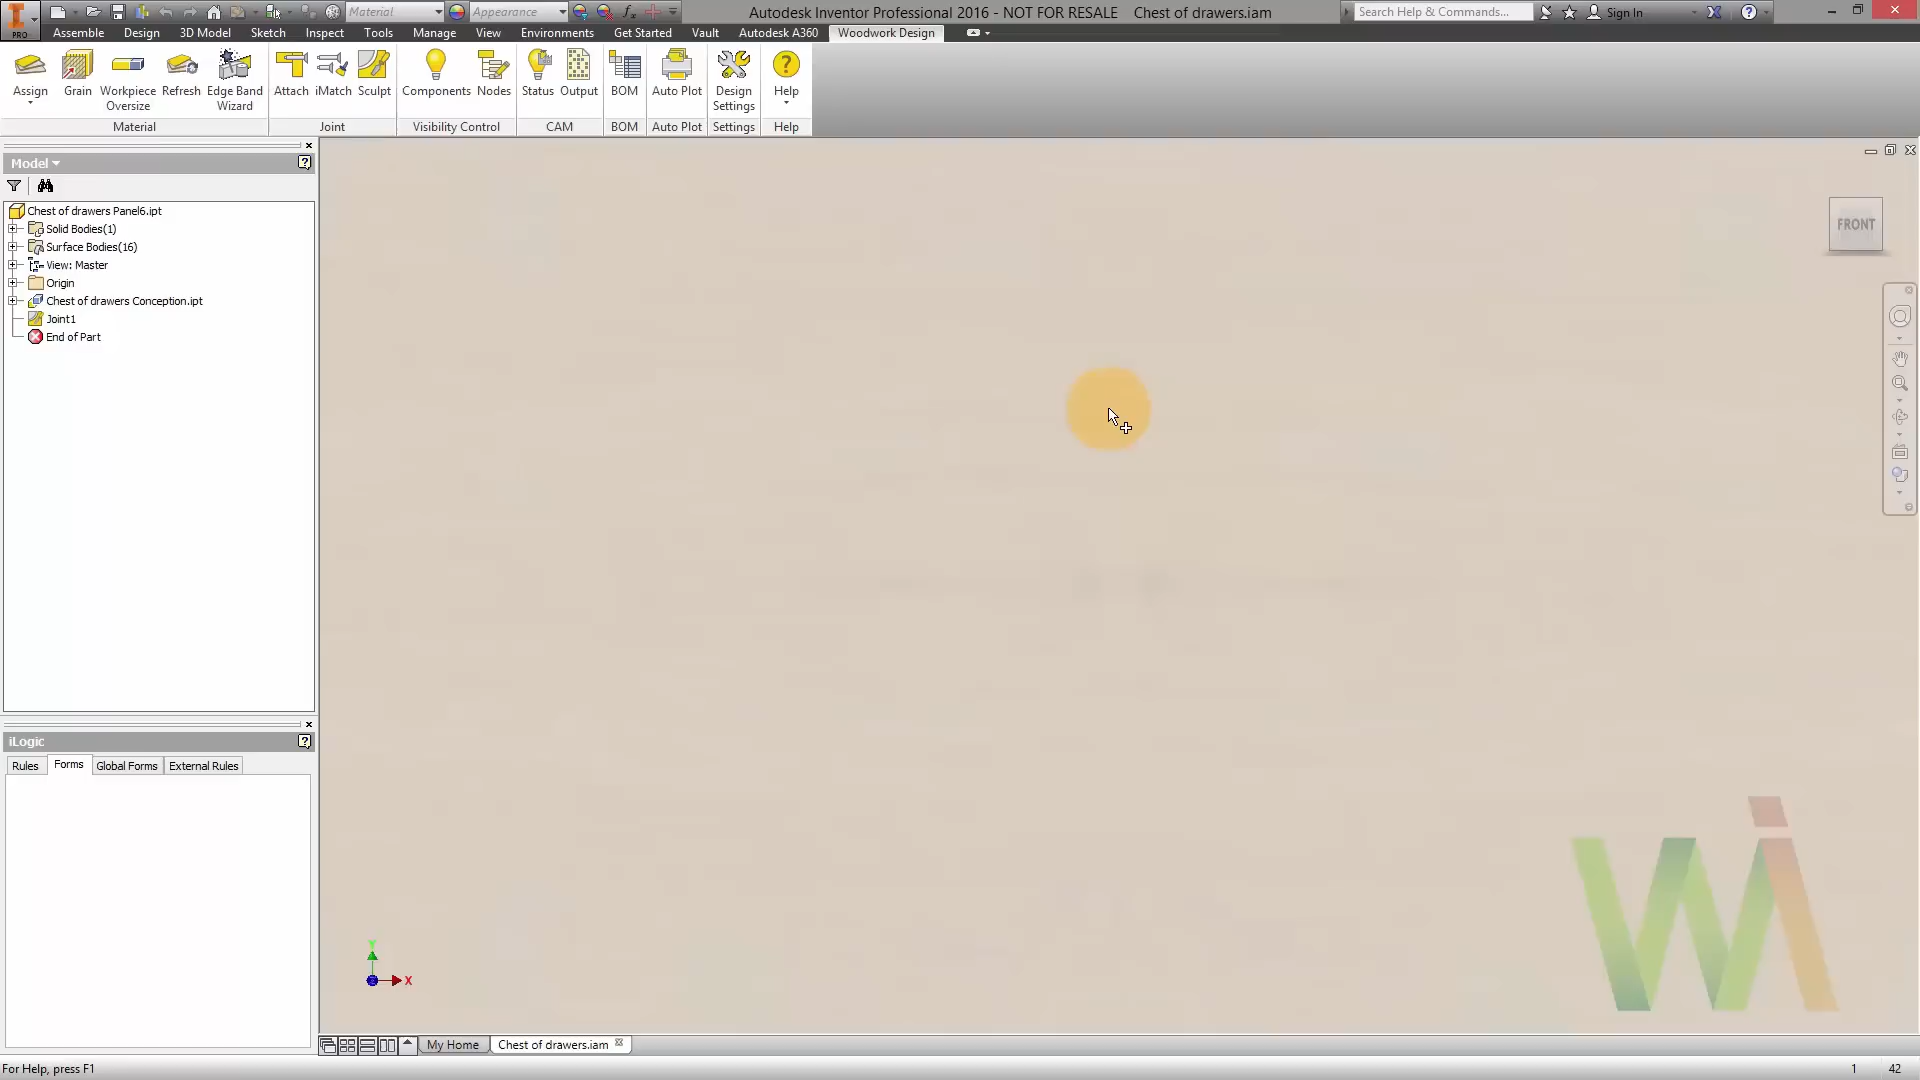 Material
Appearance
Autodesk Inventor Professional 2016 - NOT FOR RESALE Chest of drawers.iam
Search Help & Commands...
Sign In
PRO
Assemble
Design
3D Model
Sketch
Inspect
Tools
Manage
View
Environments
Get Started
Vault
Autodesk A360
Woodwork Design
Assign
Grain
Workpiece
Oversize
Refresh
Edge Band
Wizard
Attach
iMatch
Sculpt
Components
Nodes
Status
Output
BOM
Auto Plot
Design
Settings
Help
Material
Joint
Visibility Control
CAM
BOM
Auto Plot
Settings
Help
Model
Chest of drawers Panel6.ipt
Solid Bodies(1)
Surface Bodies(16)
View: Master
Origin
Chest of drawers Conception.ipt
Joint1
End of Part
FRONT
iLogic
Rules
Forms
Global Forms
External Rules
Y
X
Wi
My Home
Chest of drawers.iam
For Help, press F1
1
42